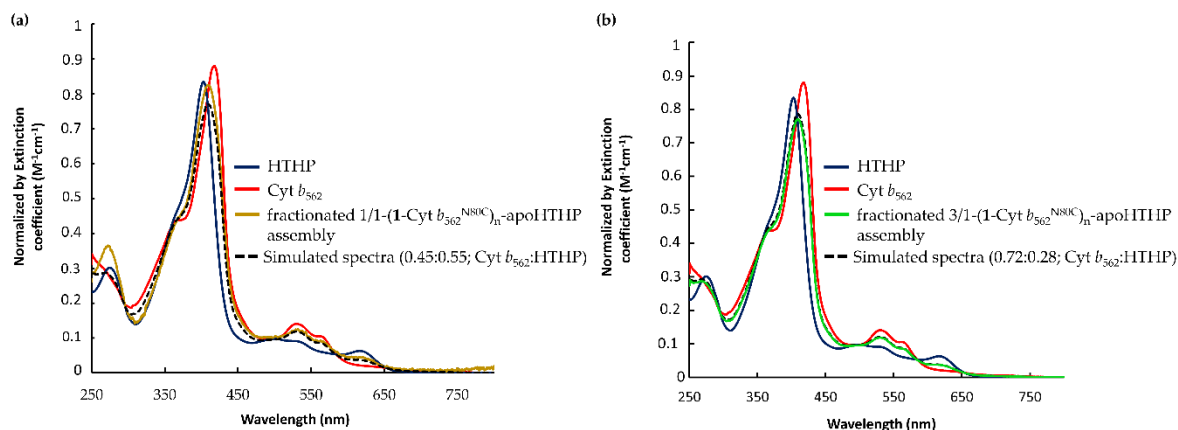 (a)
Normalized by Extinction
coefficient (M-1cm-1)
1
0.9
0.8
0.7
0.6
0.5
0.4
0.3
0.2
0.1
0
250
350
450
550
650
750
Wavelength (nm)
HTHP
Cyt b562
fractionated 1/1-(1-Cyt b562N80C)n-apoHTHP
assembly
Simulated spectra (0.45:0.55; Cyt b562:HTHP)
(b)
Normalized by Extinction
coefficient (M-1cm-1)
1
0.9
0.8
0.7
0.6
0.5
0.4
0.3
0.2
0.1
0
250
350
450
550
650
750
Wavelength (nm)
HTHP
Cyt b562
fractionated 3/1-(1-Cyt b562N80C)n-apoHTHP
assembly
Simulated spectra (0.72:0.28; Cyt b562:HTHP)